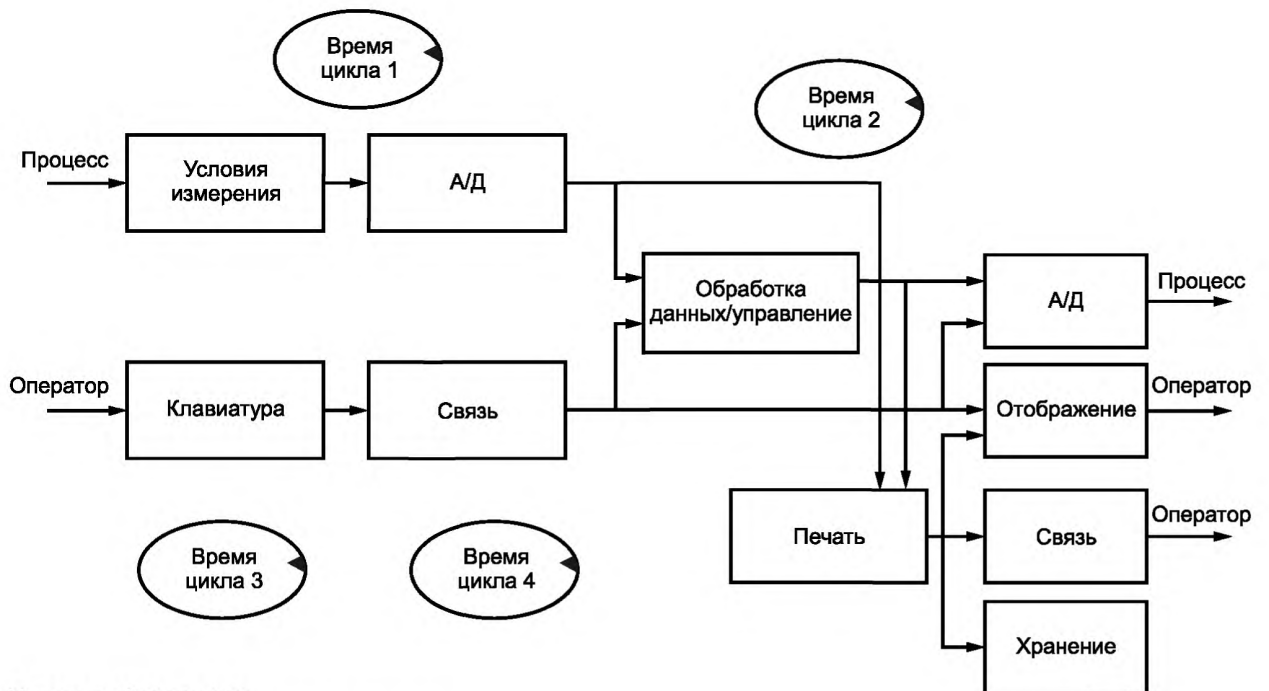 Время
цикла 1
Время
цикла 2
Процесс
Условия
измерения
А/Д
Обработка
данных/управление
А/Д
Процесс
Оператор
Клавиатура
Связь
Отображение
Оператор
Печать
Связь
Оператор
Время
цикла 3
Время
цикла 4
Хранение